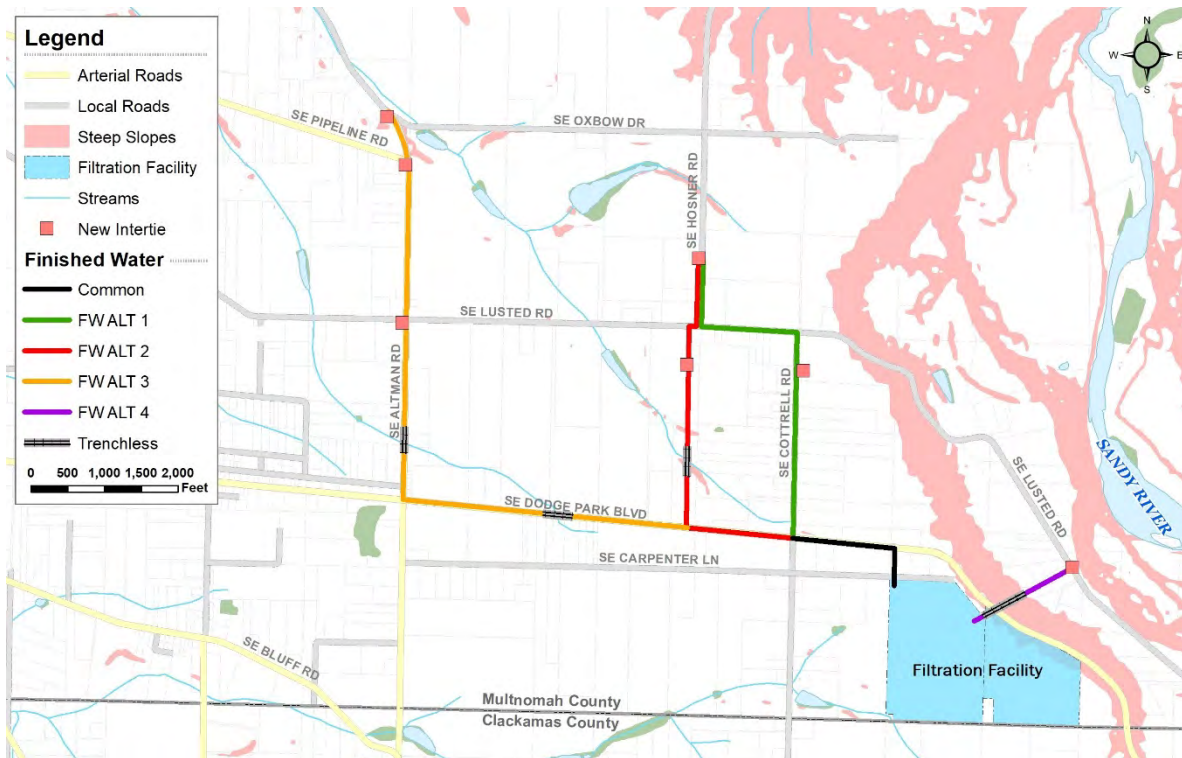 Legend
Arterial Roads
Local Roads
Steep Slopes
Filtration Facility
Streams
New Intertie
Finished Water
Common
FW ALT 1
FW ALT 2
FW ALT 3
FW ALT 4
Trenchless
0 500 1,000 1,500 2,000
Feet
N
W E
S
SE PIPELINE RD
SE OXBOW DR
SE HOSNER RD
SE LUSTED RD
SE ALTMAN RD
SE COTTRELL RD
SE DODGE PARK BLVD
SE CARPENTER LN
SE LUSTED RD
SANDY RIVER
SE BLUFF RD
Filtration Facility
Multnomah County
Clackamas County